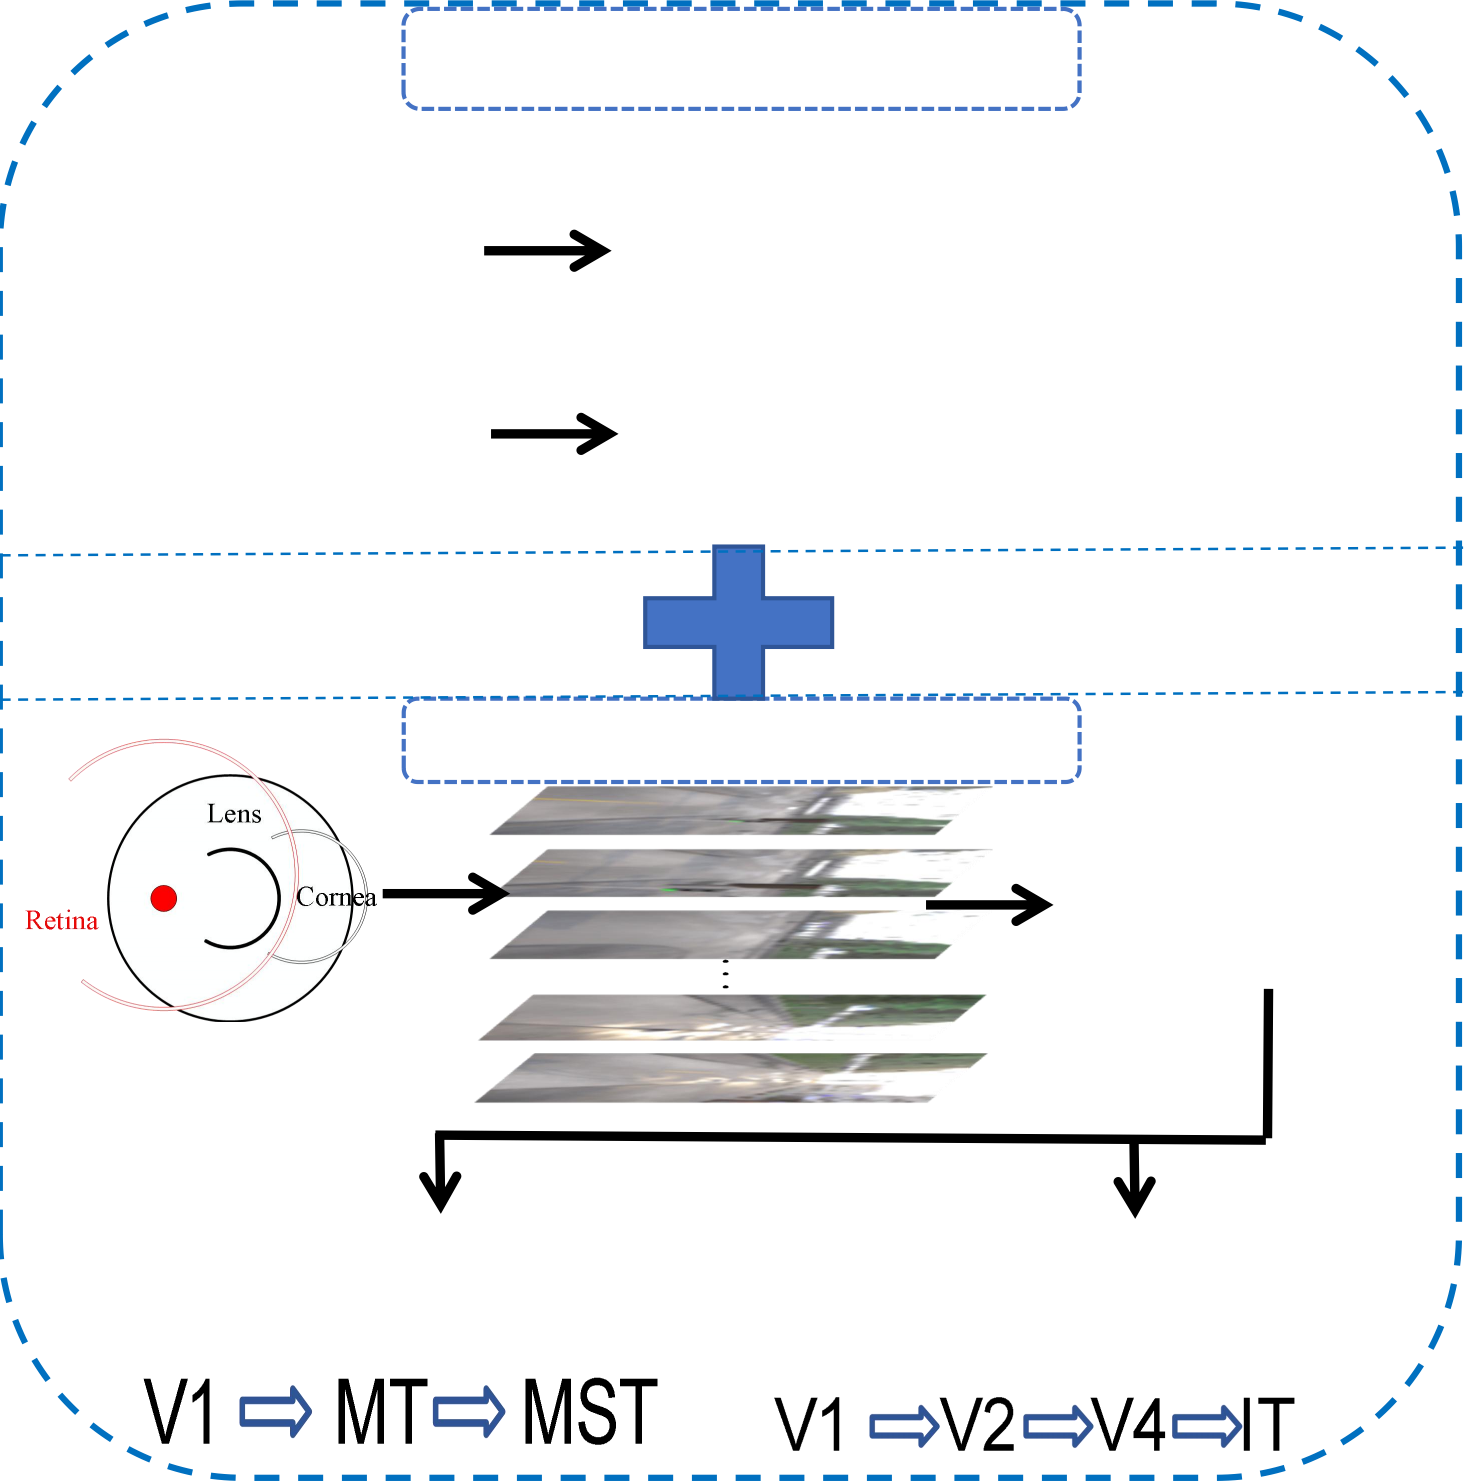 Lens
Cornea
Retina
V1 MT MST
V1 V2 V4 IT